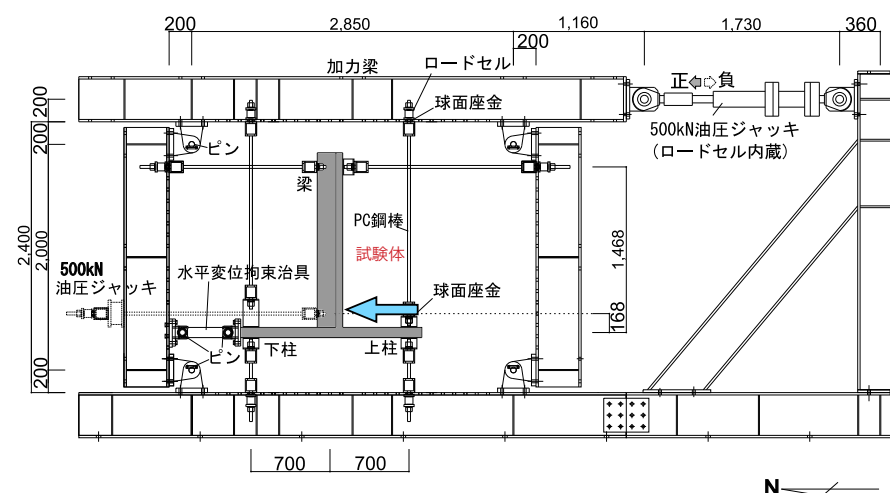 200
2,850
1,160
1,730
360
200
加力梁
ロードセル
正
負
球面座金
500kN油圧ジャッキ
(ロードセル内蔵)
200
200
ピン
梁
PC鋼棒
試験体
2,400
2,000
1,468
500kN
油圧ジャッキ
水平変位拘束治具
球面座金
168
ピン
下柱
上柱
200
700
700
N